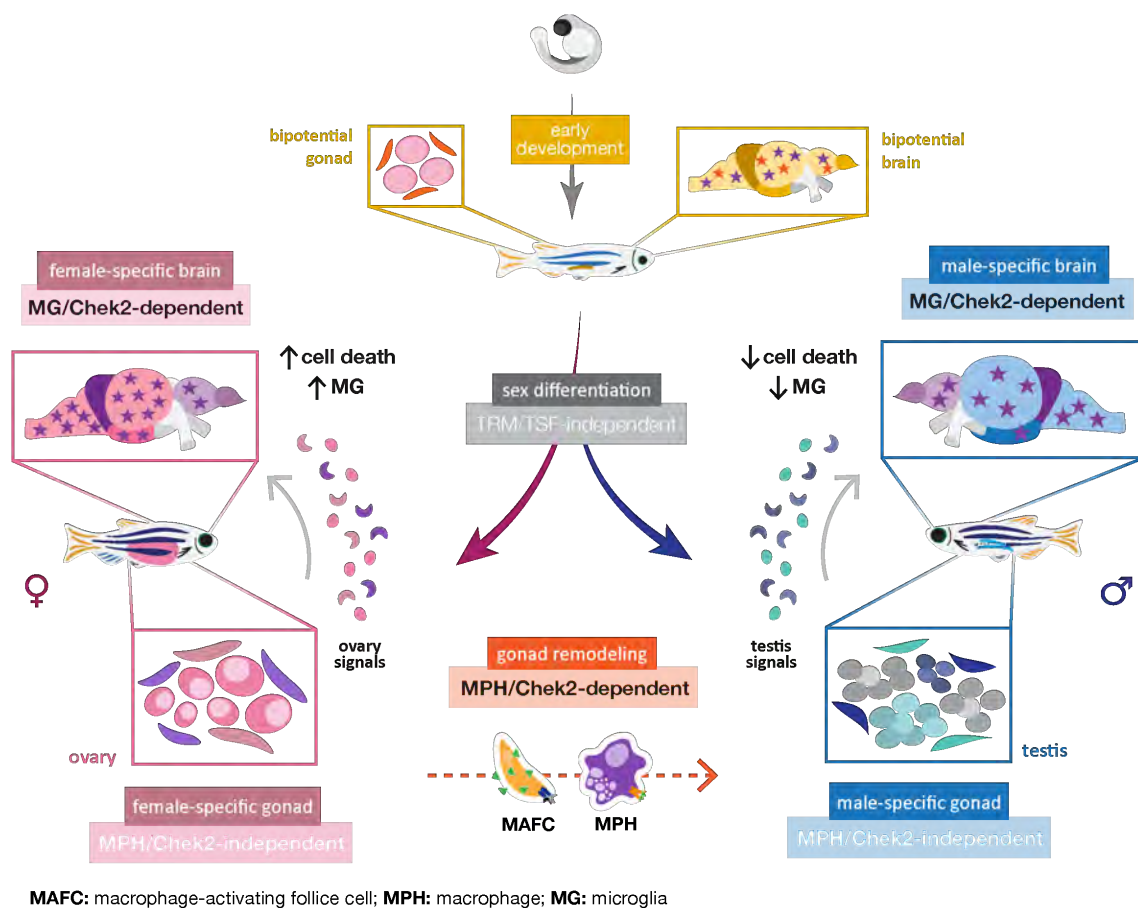 early
development
bipotential
gonad
bipotential
brain
female-specific brain
MG/Chek2-dependent
male-specific brain
MG/Chek2-dependent
↑ cell death
↑ MG
↓ cell death
↓ MG
sex differentiation
TRM/TSF-independent
♀
♂
ovary
signals
testis
signals
gonad remodeling
MPH/Chek2-dependent
ovary
testis
MAFC
MPH
female-specific gonad
MPH/Chek2-independent
male-specific gonad
MPH/Chek2-independent
MAFC: macrophage-activating follice cell; MPH: macrophage; MG: microglia